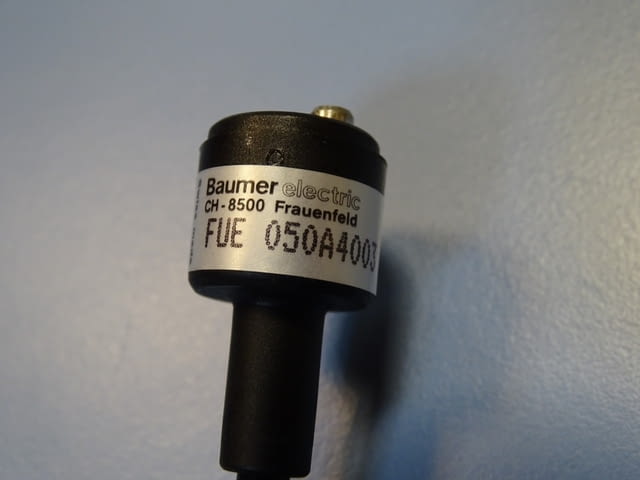 Baumer electric
CH-8500 Frauenfeld
FUE 050A4003